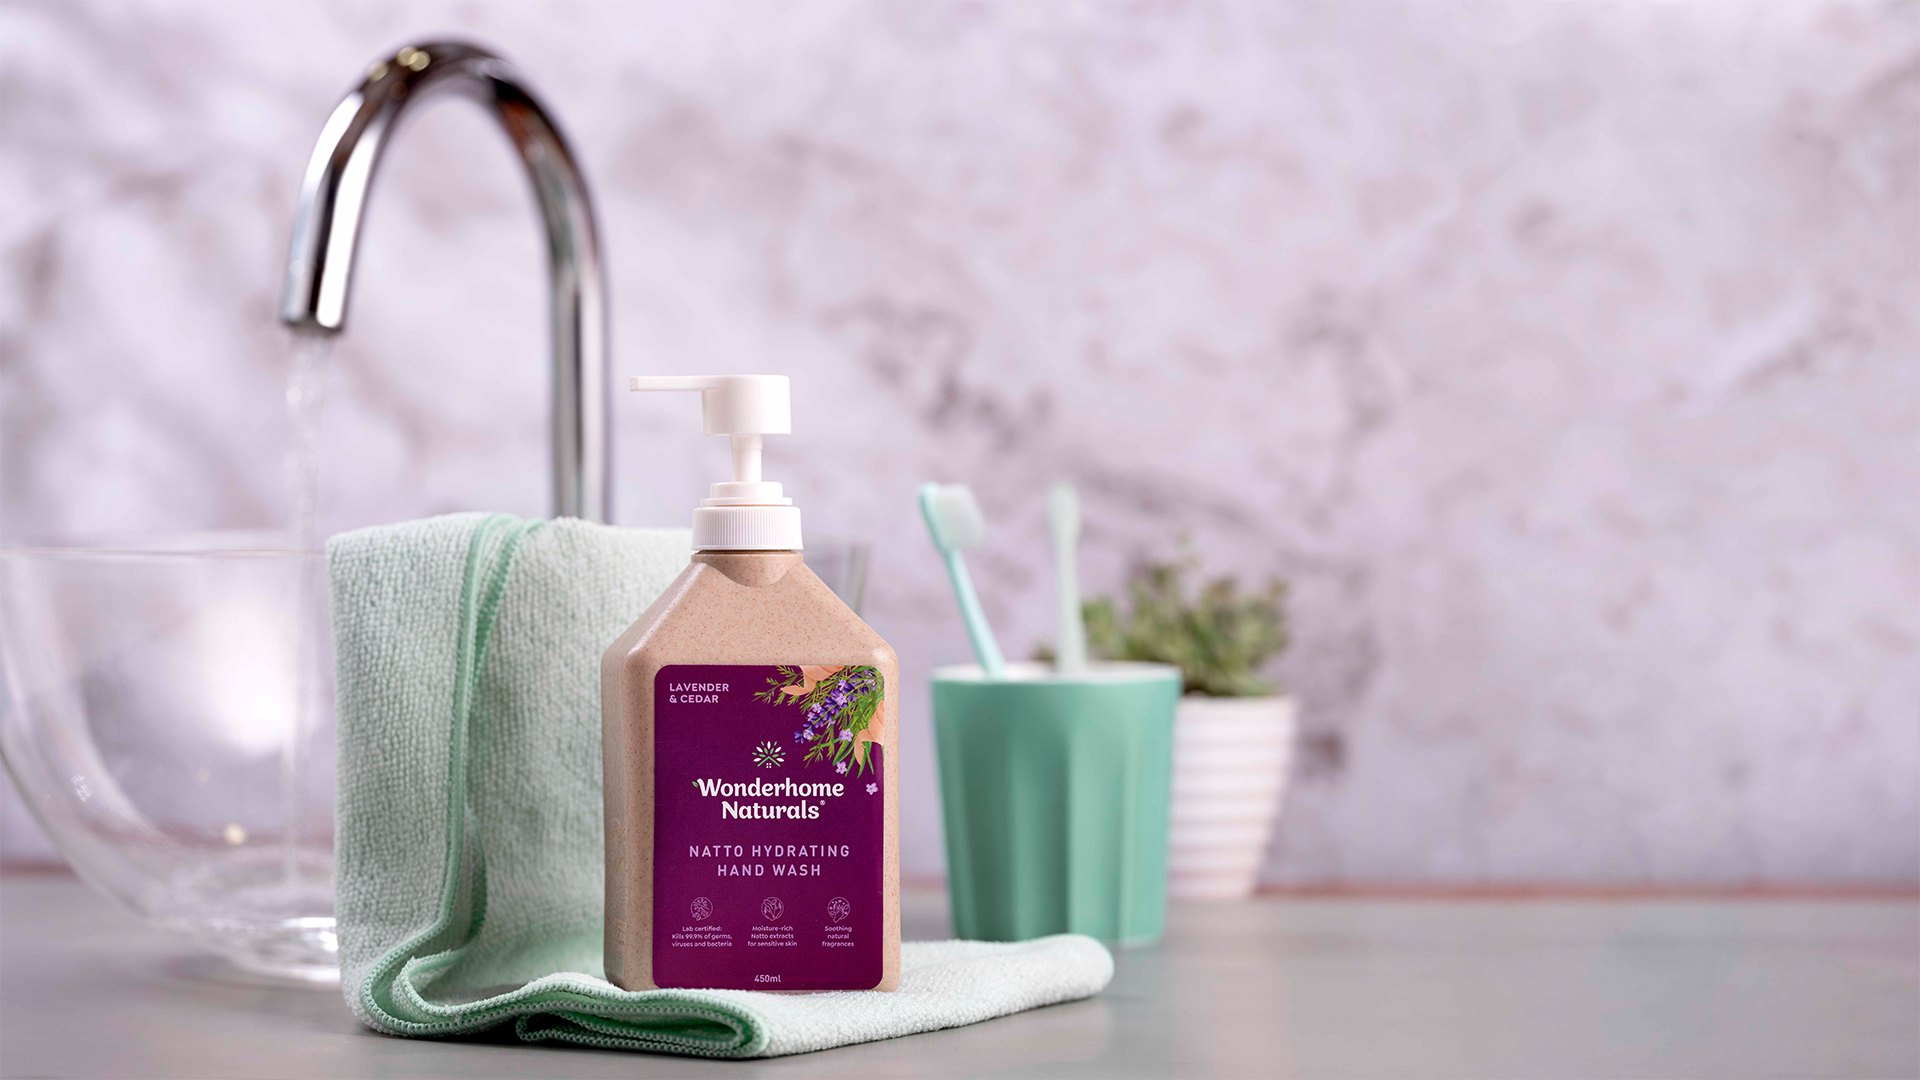 LAVENDER
& CEDAR
Wonderhome
Naturals®
NATTO HYDRATING
HAND WASH
Lab certified:
Kills 99.9% of germs,
viruses and bacteria
Moisture-rich
Natto extracts
for sensitive skin
Soothing
natural
fragrances
450ml